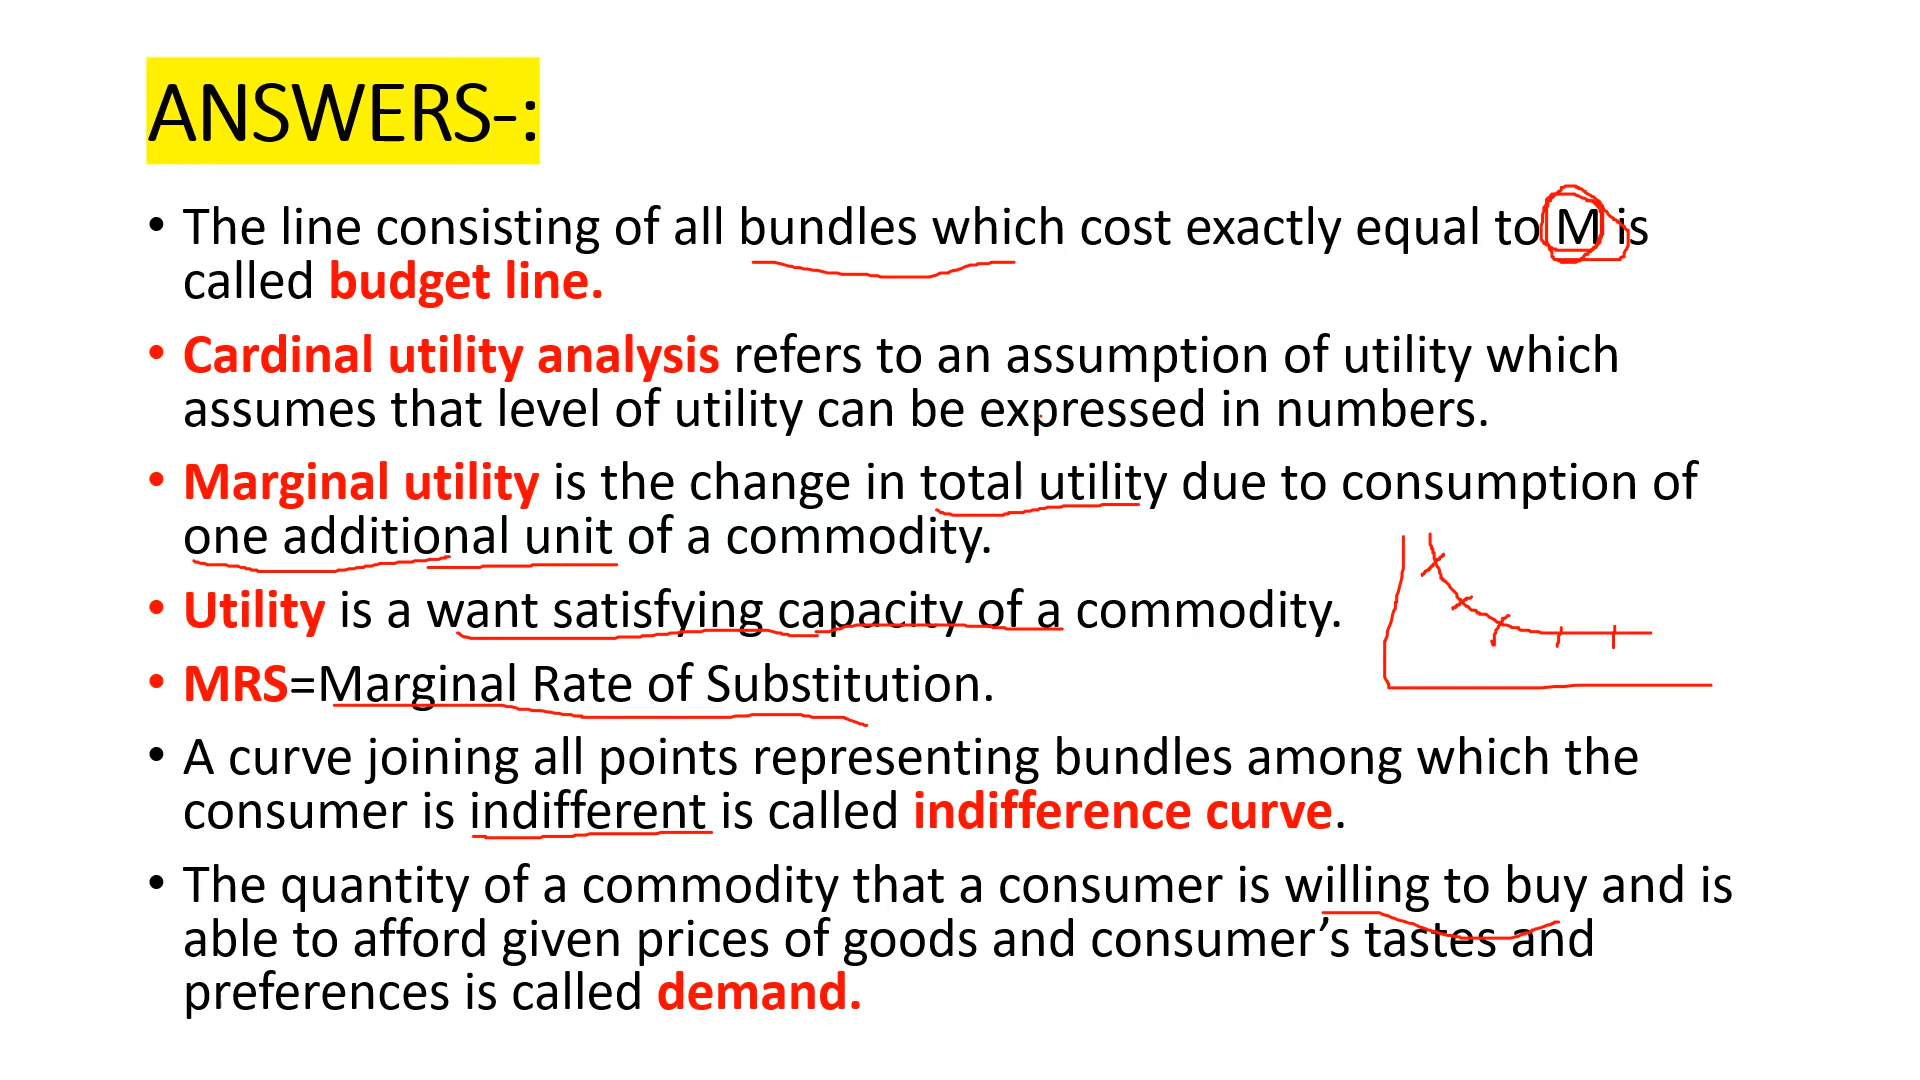 ANSWERS-:
• The line consisting of all bundles which cost exactly equal to M is
called budget line.
• Cardinal utility analysis refers to an assumption of utility which
assumes that level of utility can be expressed in numbers.
• Marginal utility is the change in total utility due to consumption of
one additional unit of a commodity.
• Utility is a want satisfying capacity of a commodity.
• MRS=Marginal Rate of Substitution.
• A curve joining all points representing bundles among which the
consumer is indifferent is called indifference curve.
• The quantity of a commodity that a consumer is willing to buy and is
able to afford given prices of goods and consumer’s tastes and
preferences is called demand.